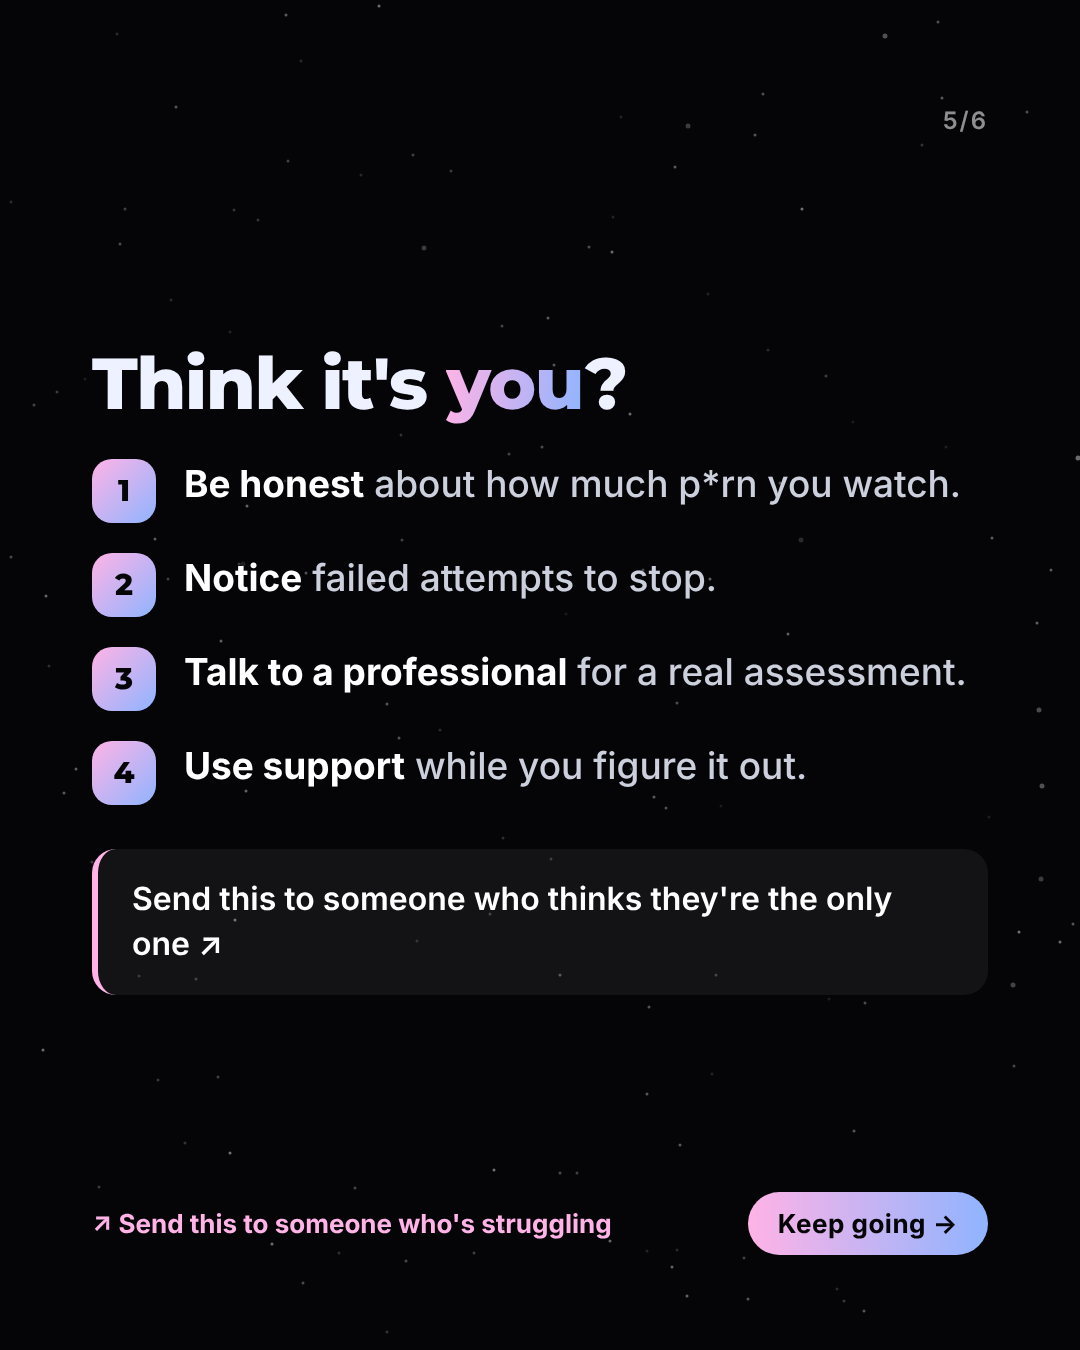 5/6
Think it's you?
1 Be honest about how much p*rn you watch.
2 Notice failed attempts to stop.
3 Talk to a professional for a real assessment.
4 Use support while you figure it out.
Send this to someone who thinks they're the only
one ↗
↗ Send this to someone who's struggling
Keep going →